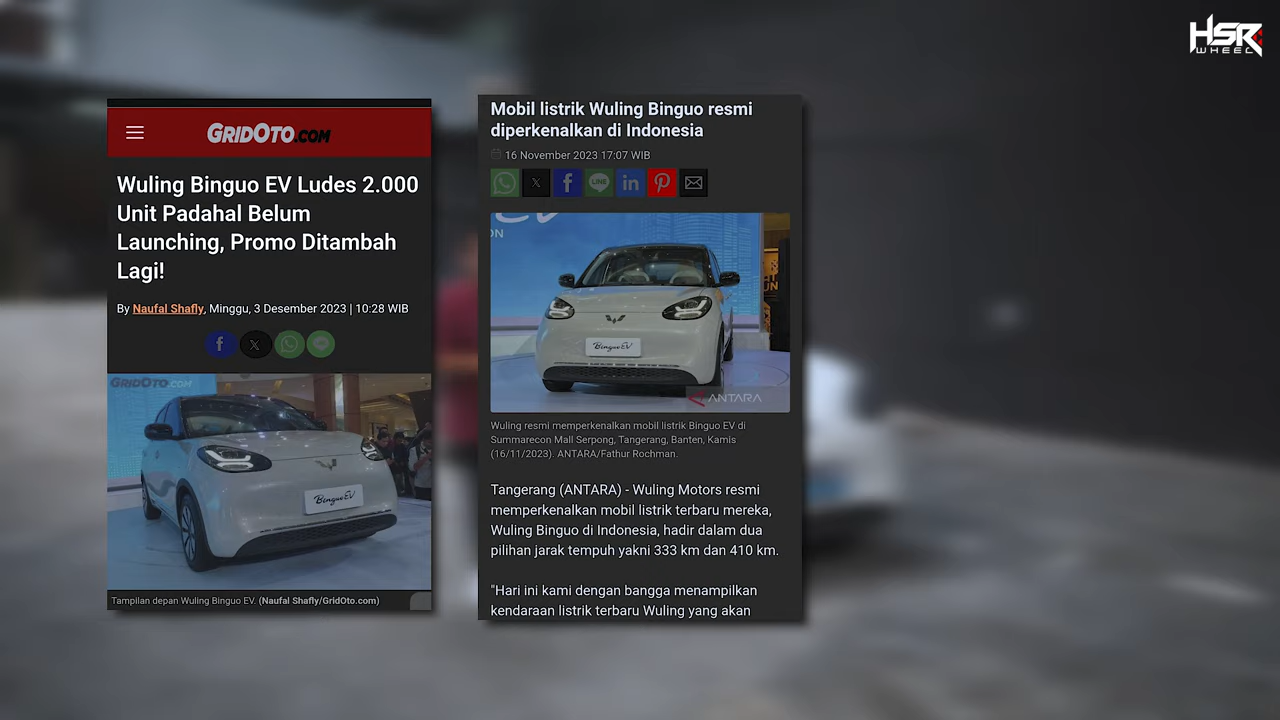 HSR
WHEEL
GRIDOTO.COM
Wuling Binguo EV Ludes 2.000
Unit Padahal Belum
Launching, Promo Ditambah
Lagi!
By Naufal Shafly, Minggu, 3 Desember 2023 | 10:28 WIB
GRIDOTO.COM
Binguo EV
Tampilan depan Wuling Binguo EV. (Naufal Shafly/GridOto.com)
Mobil listrik Wuling Binguo resmi
diperkenalkan di Indonesia
16 November 2023 17:07 WIB
LINE
EV
ON
Binguo EV
ANTARA
Wuling resmi memperkenalkan mobil listrik Binguo EV di
Summarecon Mall Serpong, Tangerang, Banten, Kamis
(16/11/2023). ANTARA/Fathur Rochman.
Tangerang (ANTARA) - Wuling Motors resmi
memperkenalkan mobil listrik terbaru mereka,
Wuling Binguo di Indonesia, hadir dalam dua
pilihan jarak tempuh yakni 333 km dan 410 km.
"Hari ini kami dengan bangga menampilkan
kendaraan listrik terbaru Wuling yang akan